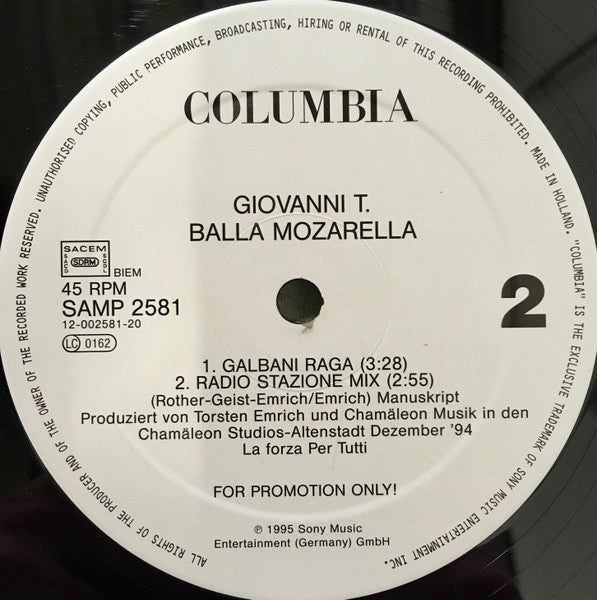 ALL RIGHTS OF THE PRODUCER AND OF THE OWNER OF THE RECORDED WORK RESERVED. UNAUTHORISED COPYING, PUBLIC PERFORMANCE, BROADCASTING, HIRING OR RENTAL OF THIS RECORDING PROHIBITED. MADE IN HOLLAND. "COLUMBIA" IS THE EXCLUSIVE TRADEMARK OF SONY MUSIC ENTERTAINMENT INC.
COLUMBIA
GIOVANNI T.
BALLA MOZARELLA
SACEM
SDRM
BIEM
45 RPM
SAMP 2581
12-002581-20
LC 0162
2
1. GALBANI RAGA (3:28)
2. RADIO STAZIONE MIX (2:55)
(Rother-Geist-Emrich/Emrich) Manuskript
Produziert von Torsten Emrich und Chamäleon Musik in den
Chamäleon Studios-Altenstadt Dezember '94
La forza Per Tutti
FOR PROMOTION ONLY!
℗ 1995 Sony Music
Entertainment (Germany) GmbH